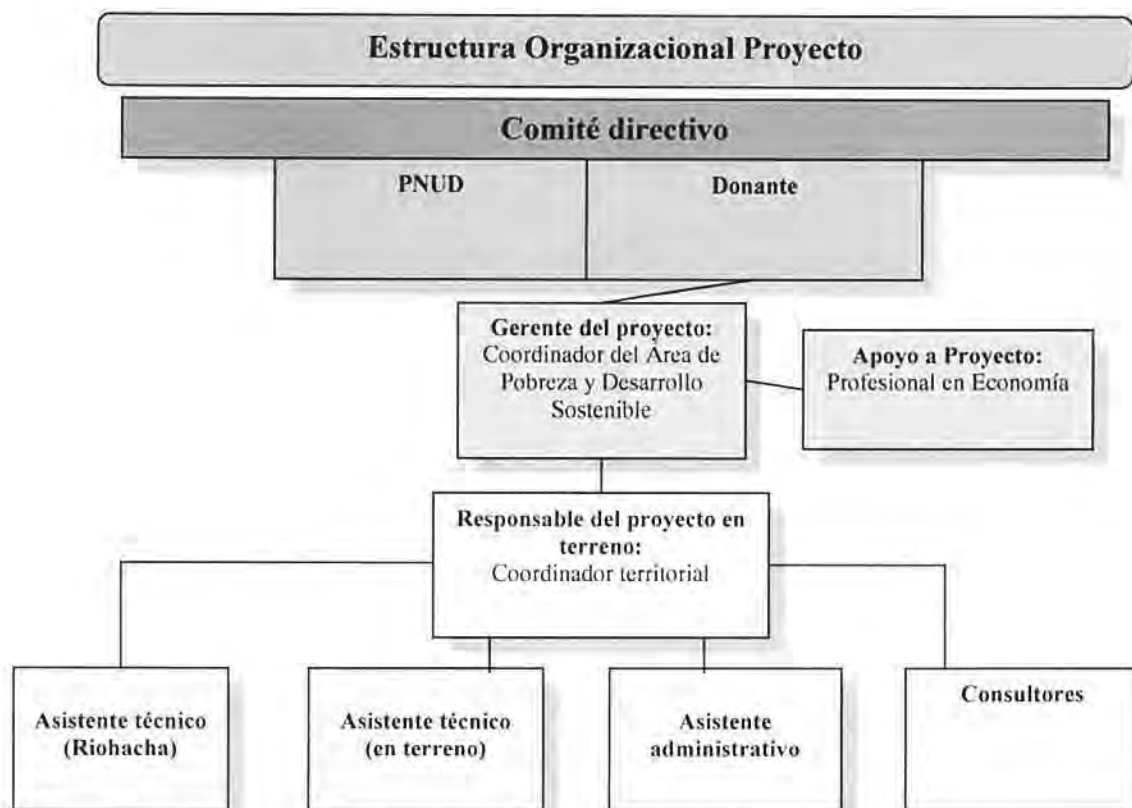 Estructura Organizacional Proyecto
Comité directivo
PNUD
Donante
Gerente del proyecto:
Coordinador del Área de
Pobreza y Desarrollo
Sostenible
Apoyo a Proyecto:
Profesional en Economía
Responsable del proyecto en
terreno:
Coordinador territorial
Asistente técnico
(Riohacha)
Asistente técnico
(en terreno)
Asistente
administrativo
Consultores